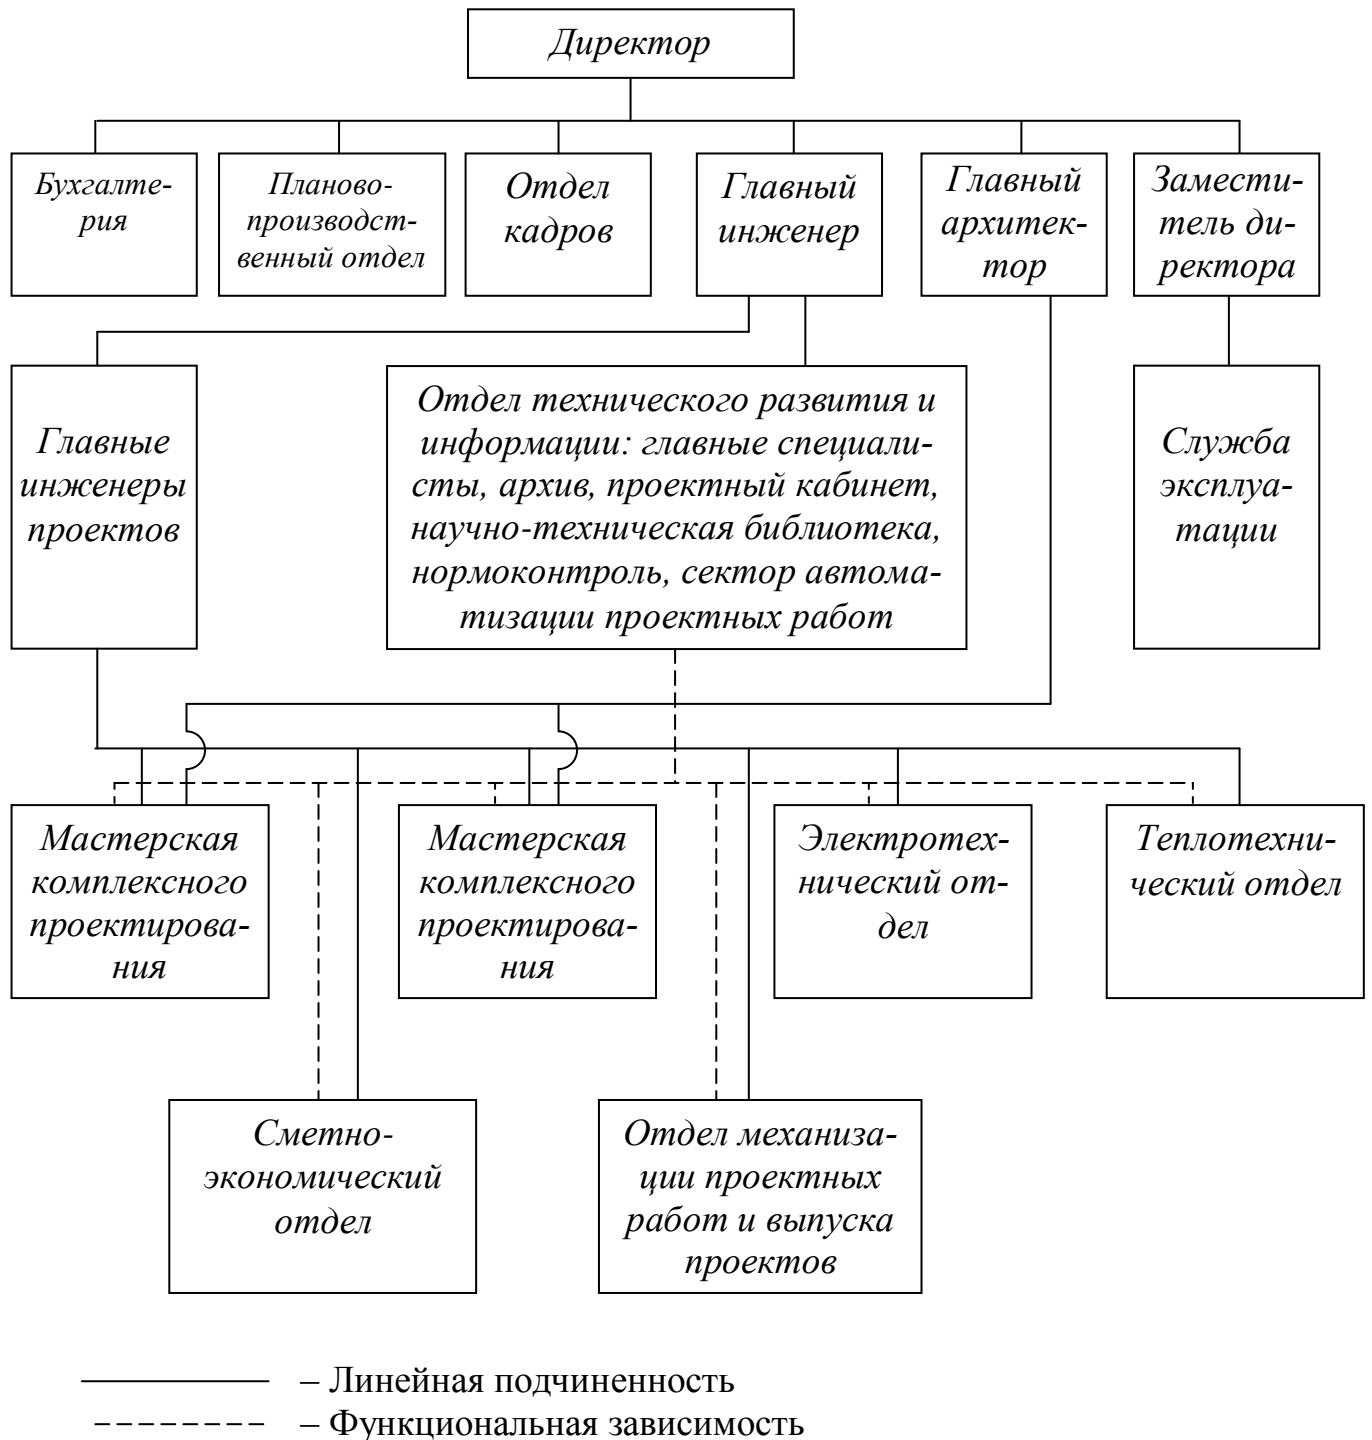 Директор
Бухгалте-
рия
Планово-
производст-
венный отдел
Отдел
кадров
Главный
инженер
Главный
архитек-
тор
Замести-
тель ди-
ректора
Главные
инженеры
проектов
Отдел технического развития и
информации: главные специали-
сты, архив, проектный кабинет,
научно-техническая библиотека,
нормоконтроль, сектор автома-
тизации проектных работ
Служба
эксплуа-
тации
Мастерская
комплексного
проектирова-
ния
Мастерская
комплексного
проектирова-
ния
Электротех-
нический от-
дел
Теплотехни-
ческий отдел
Сметно-
экономический
отдел
Отдел механиза-
ции проектных
работ и выпуска
проектов
– Линейная подчиненность
– Функциональная зависимость